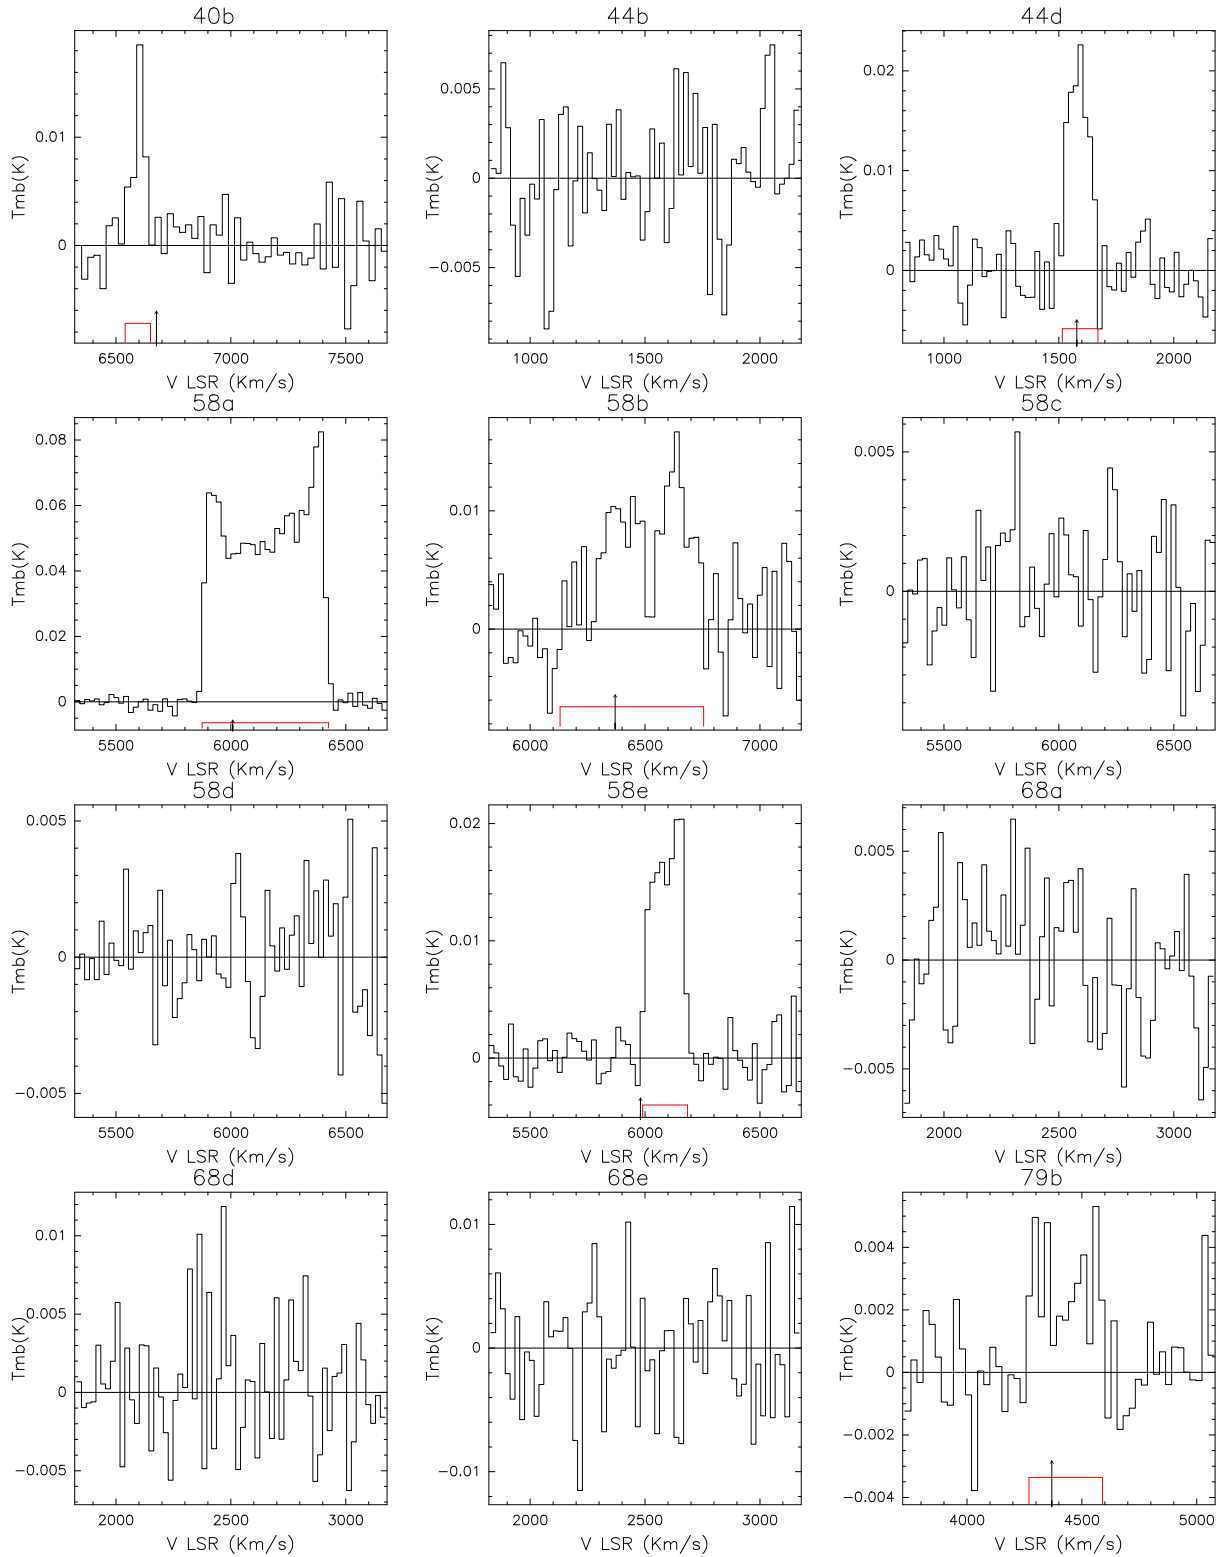 40b
44b
44d
Tmb(K)
0.01
0
6500 7000 7500
V LSR (Km/s)
Tmb(K)
0.005
0
−0.005
1000 1500 2000
V LSR (Km/s)
Tmb(K)
0.02
0.01
0
1000 1500 2000
V LSR (Km/s)
58a
58b
58c
Tmb(K)
0.08
0.06
0.04
0.02
0
5500 6000 6500
V LSR (Km/s)
Tmb(K)
0.01
0
6000 6500 7000
V LSR (Km/s)
Tmb(K)
0.005
0
5500 6000 6500
V LSR (Km/s)
58d
58e
68a
Tmb(K)
0.005
0
−0.005
5500 6000 6500
V LSR (Km/s)
Tmb(K)
0.02
0.01
0
5500 6000 6500
V LSR (Km/s)
Tmb(K)
0.005
0
−0.005
2000 2500 3000
V LSR (Km/s)
68d
68e
79b
Tmb(K)
0.01
0.005
0
−0.005
2000 2500 3000
V LSR (Km/s)
Tmb(K)
0.01
0
−0.01
2000 2500 3000
V LSR (Km/s)
Tmb(K)
0.004
0.002
0
−0.002
−0.004
4000 4500 5000
V LSR (Km/s)